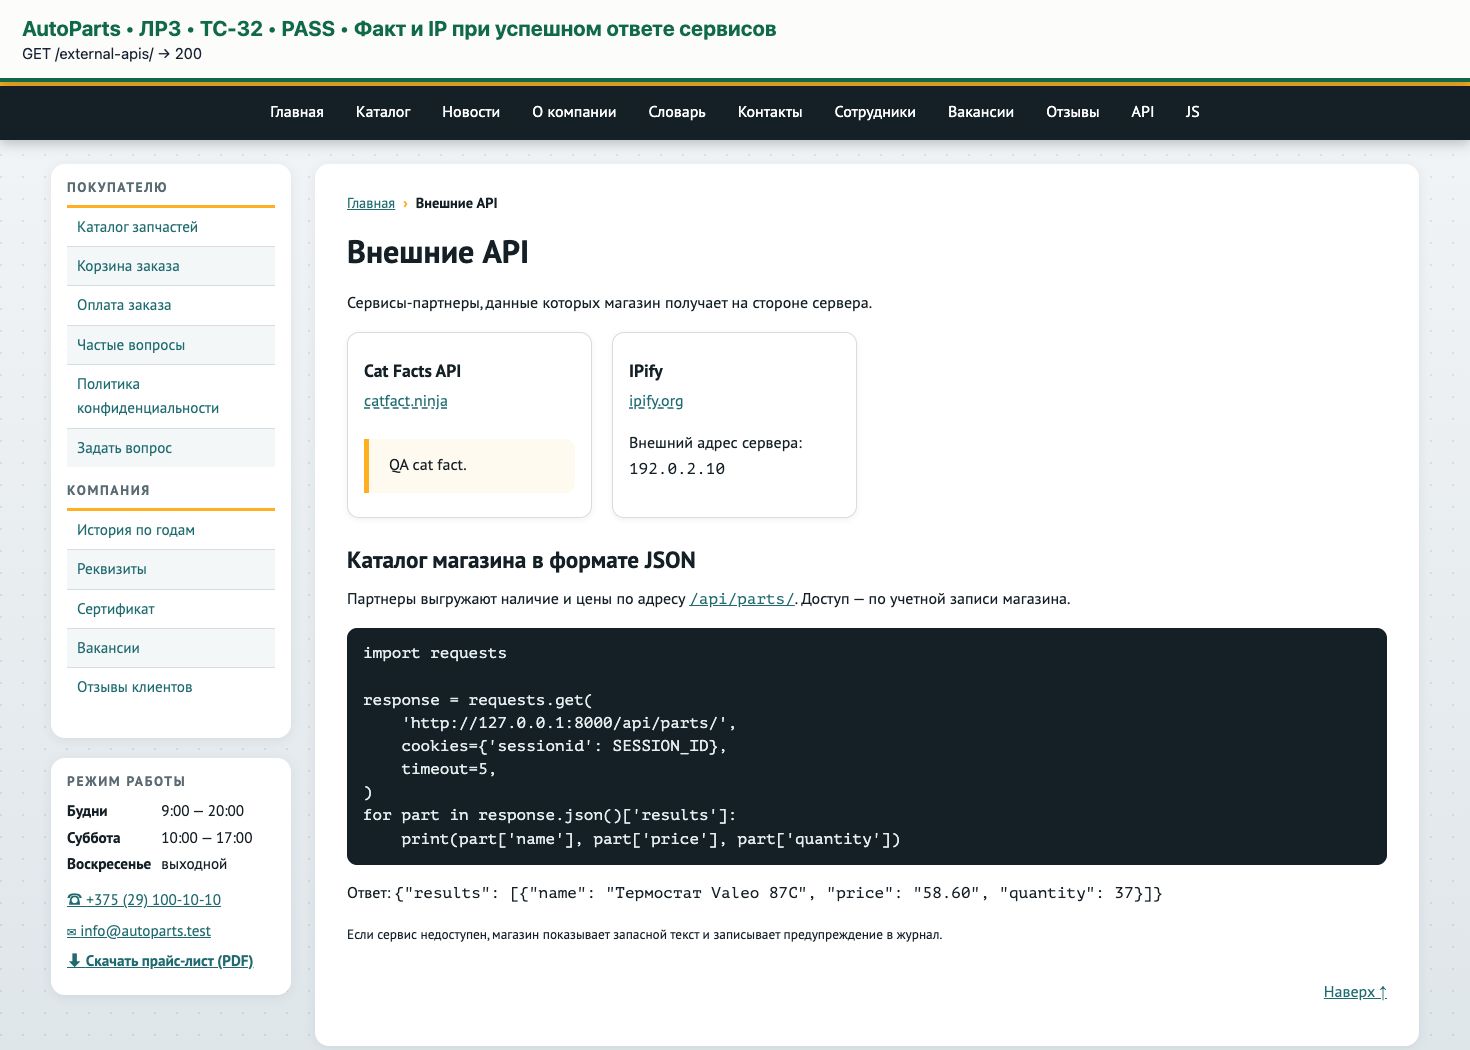 AutoParts • ЛР3 • TC-32 • PASS • Факт и IP при успешном ответе сервисов
GET /external-apis/ → 200
Главная Каталог Новости О компании Словарь Контакты Сотрудники Вакансии Отзывы API JS
ПОКУПАТЕЛЮ
Каталог запчастей
Корзина заказа
Оплата заказа
Частые вопросы
Политика
конфиденциальности
Задать вопрос
КОМПАНИЯ
История по годам
Реквизиты
Сертификат
Вакансии
Отзывы клиентов
РЕЖИМ РАБОТЫ
Будни 9:00 — 20:00
Суббота 10:00 — 17:00
Воскресенье выходной
☎ +375 (29) 100-10-10
✉ info@autoparts.test
⬇ Скачать прайс-лист (PDF)
Главная › Внешние API
Внешние API
Сервисы-партнеры, данные которых магазин получает на стороне сервера.
Cat Facts API
catfact.ninja
QA cat fact.
IPify
ipify.org
Внешний адрес сервера:
192.0.2.10
Каталог магазина в формате JSON
Партнеры выгружают наличие и цены по адресу /api/parts/. Доступ — по учетной записи магазина.
import requests
response = requests.get(
    'http://127.0.0.1:8000/api/parts/',
    cookies={'sessionid': SESSION_ID},
    timeout=5,
)
for part in response.json()['results']:
    print(part['name'], part['price'], part['quantity'])
Ответ: {"results": [{"name": "Термостат Valeo 87C", "price": "58.60", "quantity": 37}]}
Если сервис недоступен, магазин показывает запасной текст и записывает предупреждение в журнал.
Наверх ↑